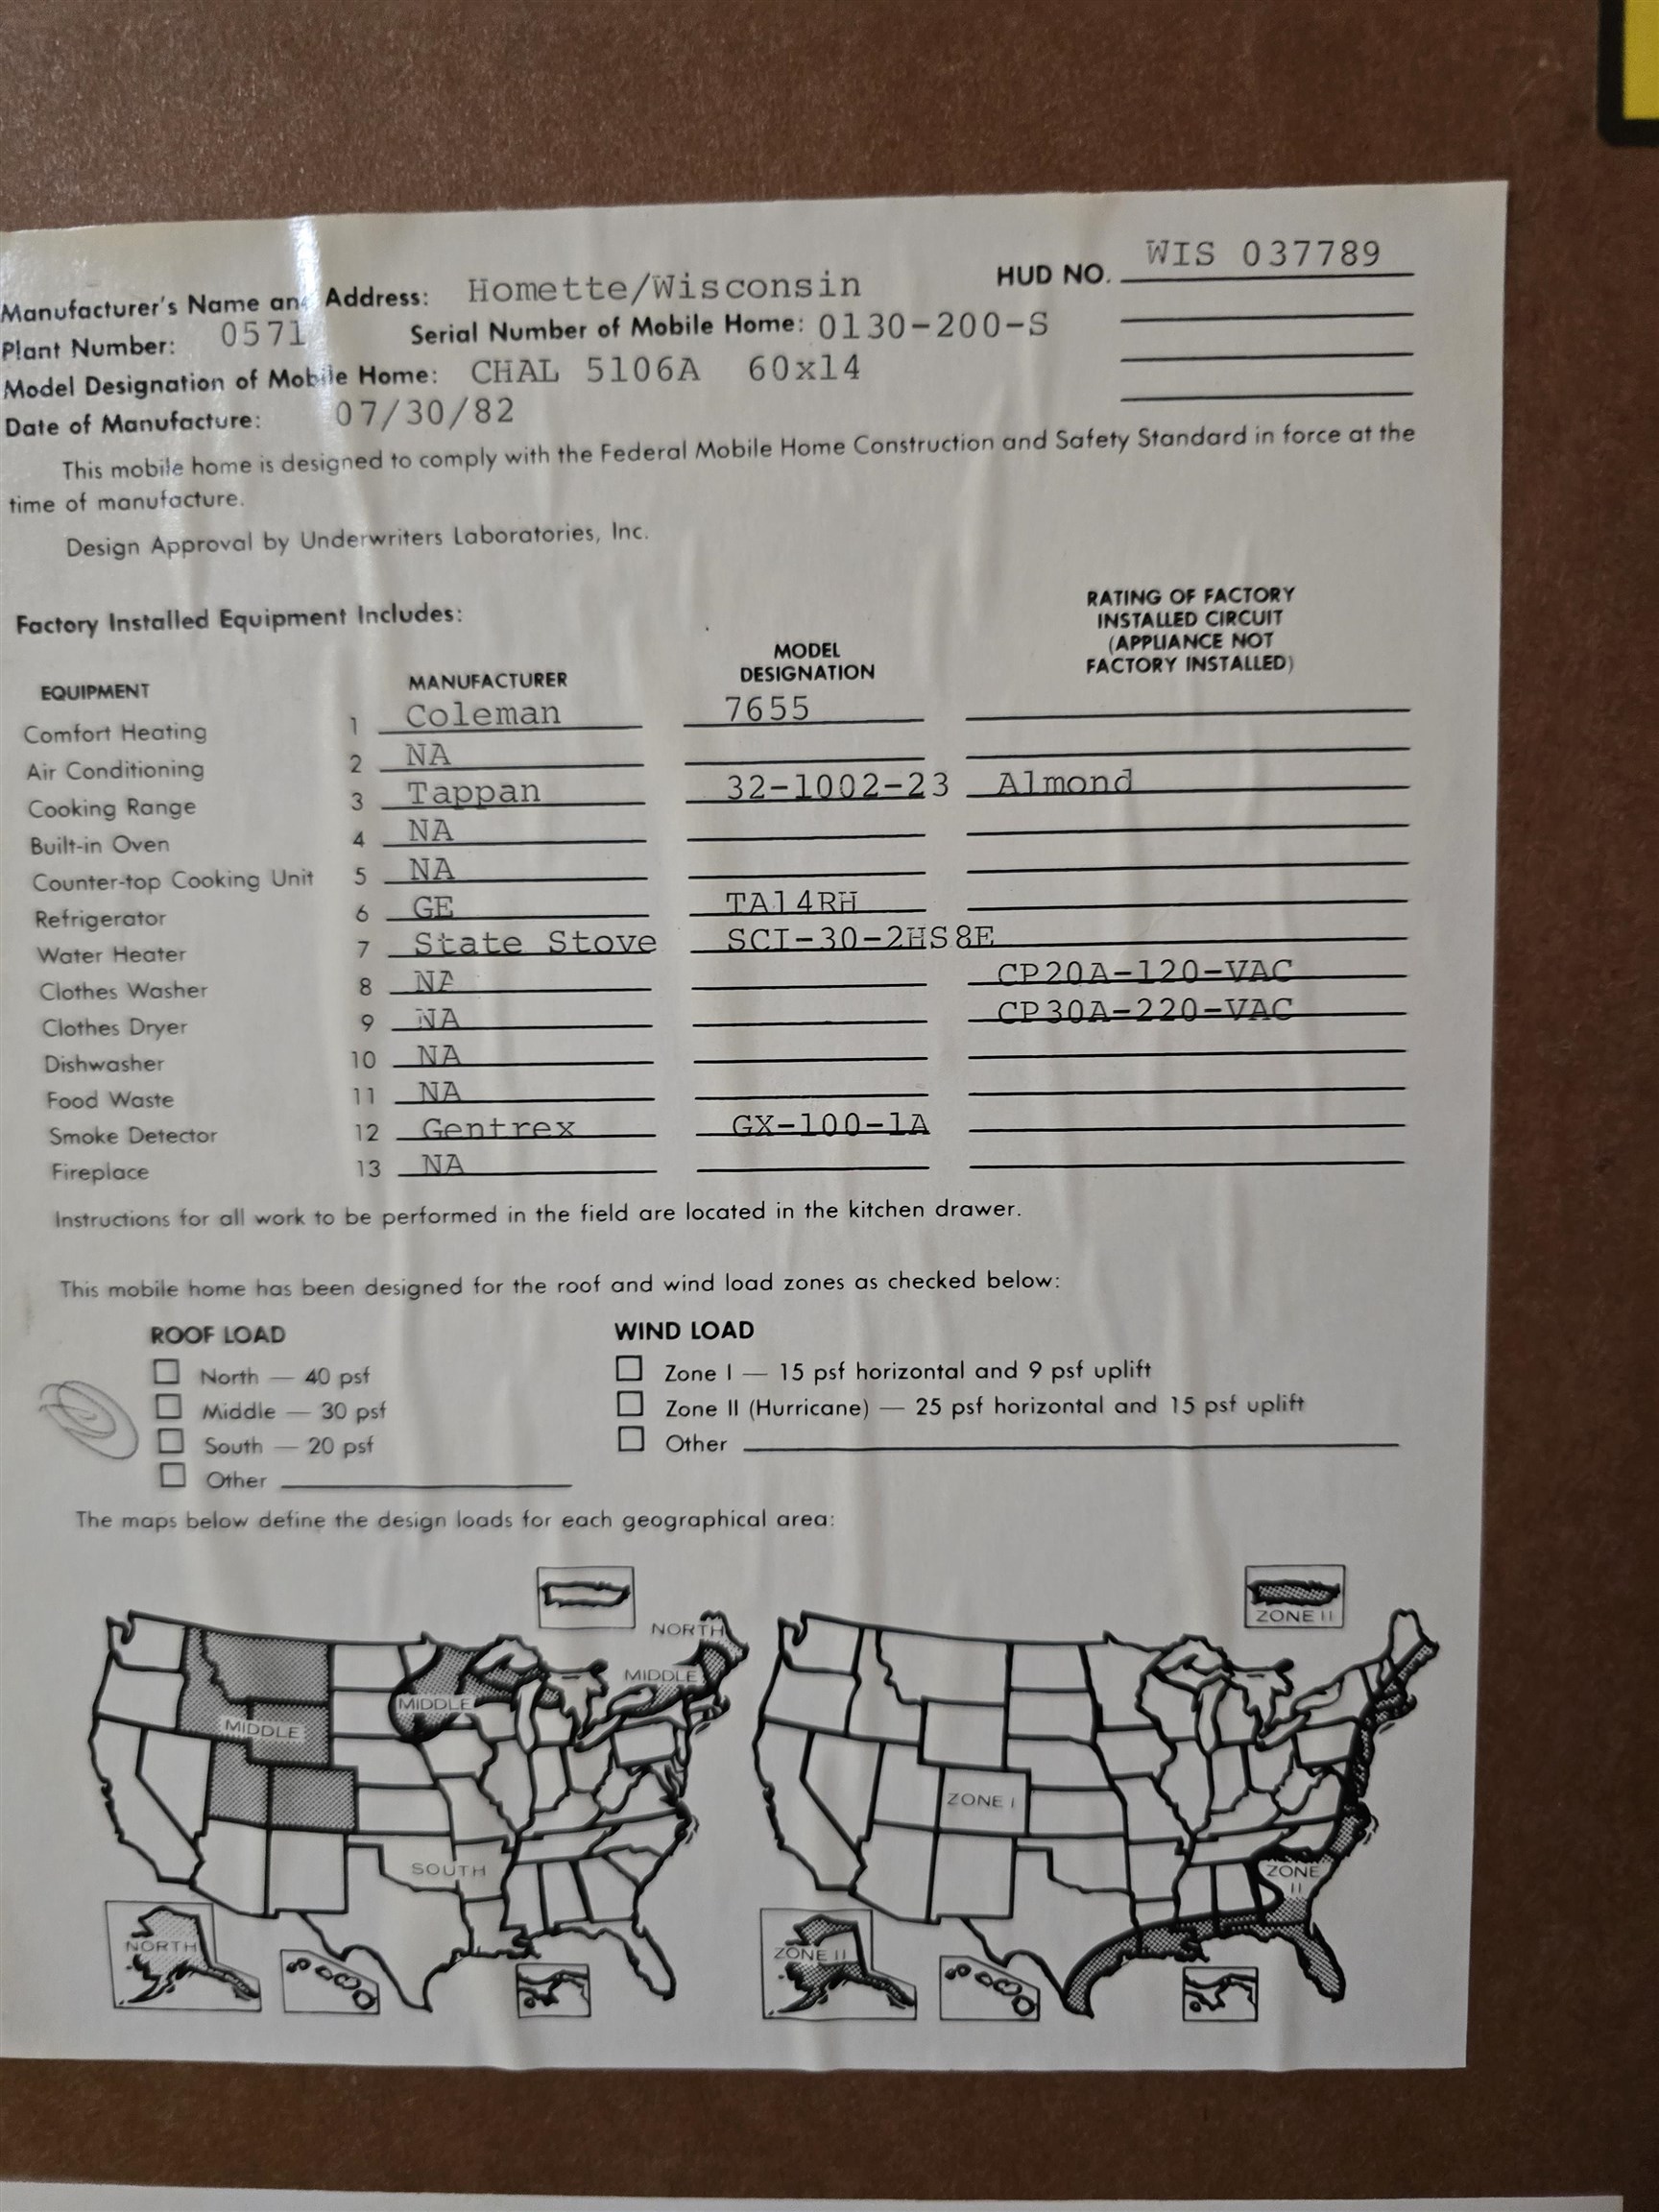 HUD NO. WIS 037789
Manufacturer's Name and Address: Homette/Wisconsin
Plant Number: 0571 Serial Number of Mobile Home: 0130-200-S
Model Designation of Mobile Home: CHAL 5106A 60x14
Date of Manufacture: 07/30/82
This mobile home is designed to comply with the Federal Mobile Home Construction and Safety Standard in force at the
time of manufacture.
Design Approval by Underwriters Laboratories, Inc.
Factory Installed Equipment Includes:
RATING OF FACTORY
INSTALLED CIRCUIT
(APPLIANCE NOT
FACTORY INSTALLED)
MODEL
DESIGNATION
EQUIPMENT MANUFACTURER
Comfort Heating 1 Coleman 7655
Air Conditioning 2 NA
Cooking Range 3 Tappan 32-1002-23 Almond
Built-in Oven 4 NA
Counter-top Cooking Unit 5 NA
Refrigerator 6 GE TA14RH
Water Heater 7 State Stove SCI-30-2HS8E
Clothes Washer 8 NA CP20A-120-VAC
Clothes Dryer 9 NA CP30A-220-VAC
Dishwasher 10 NA
Food Waste 11 NA
Smoke Detector 12 Gentrex GX-100-1A
Fireplace 13 NA
Instructions for all work to be performed in the field are located in the kitchen drawer.
This mobile home has been designed for the roof and wind load zones as checked below:
ROOF LOAD WIND LOAD
North — 40 psf Zone I — 15 psf horizontal and 9 psf uplift
Middle — 30 psf Zone II (Hurricane) — 25 psf horizontal and 15 psf uplift
South — 20 psf Other
Other
The maps below define the design loads for each geographical area:
NORTH
MIDDLE
MIDDLE
MIDDLE
SOUTH
NORTH
ZONE II
ZONE I
ZONE
II
ZONE II